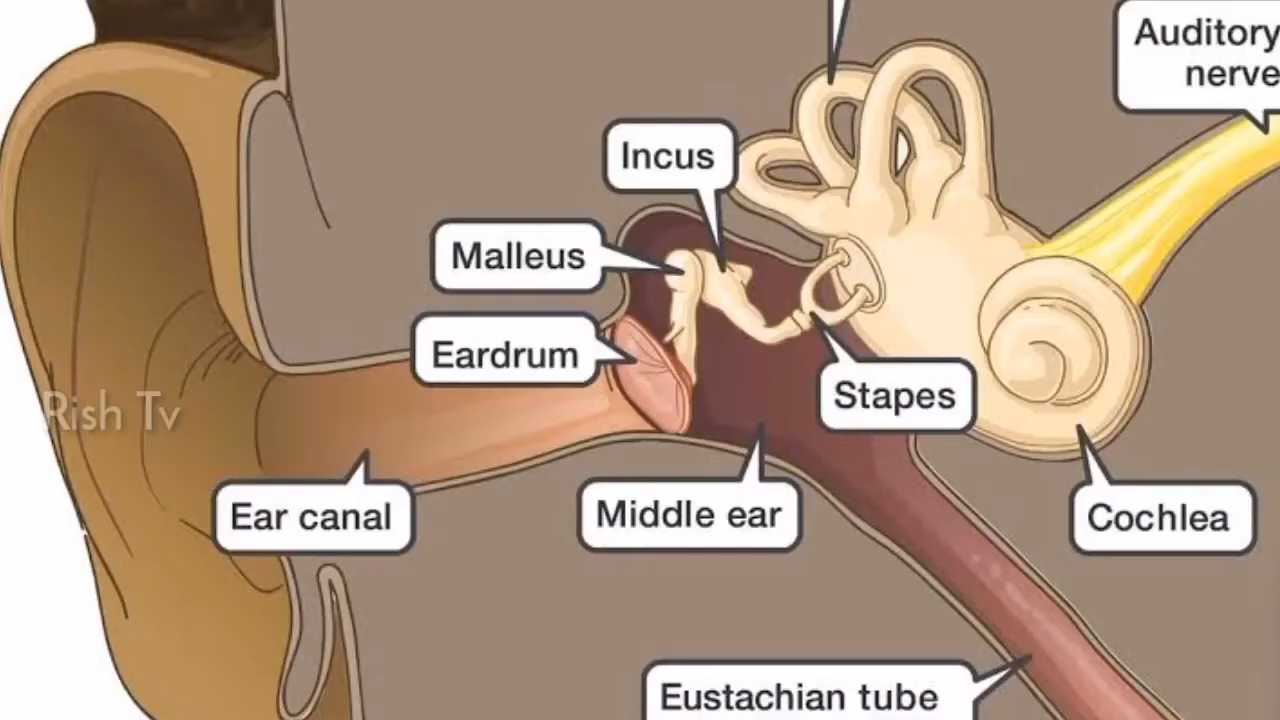 Auditory
nerve
Incus
Malleus
Eardrum
Stapes
Rish Tv
Ear canal
Middle ear
Cochlea
Eustachian tube